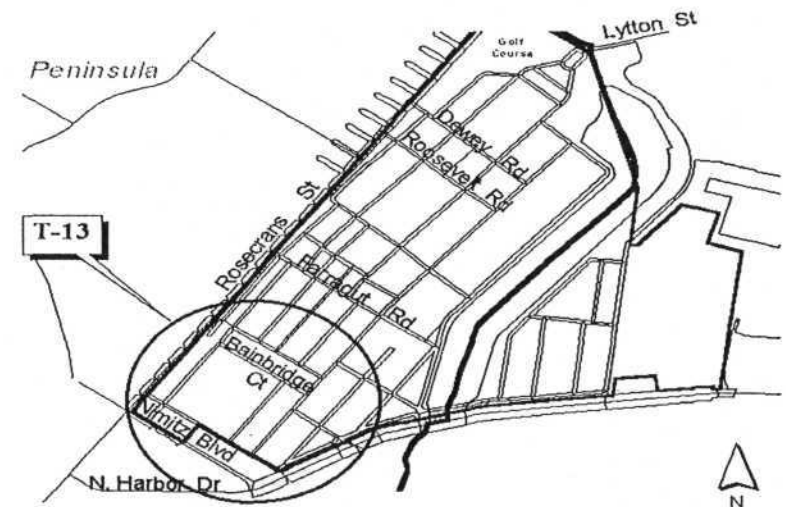 Lytton St
Golf
Course
Peninsula
Dewey Rd
Roosevelt Rd
Rosecrans St
T-13
Farragut Rd
Bainbridge
Ct
Nimitz Blvd
N. Harbor Dr
N